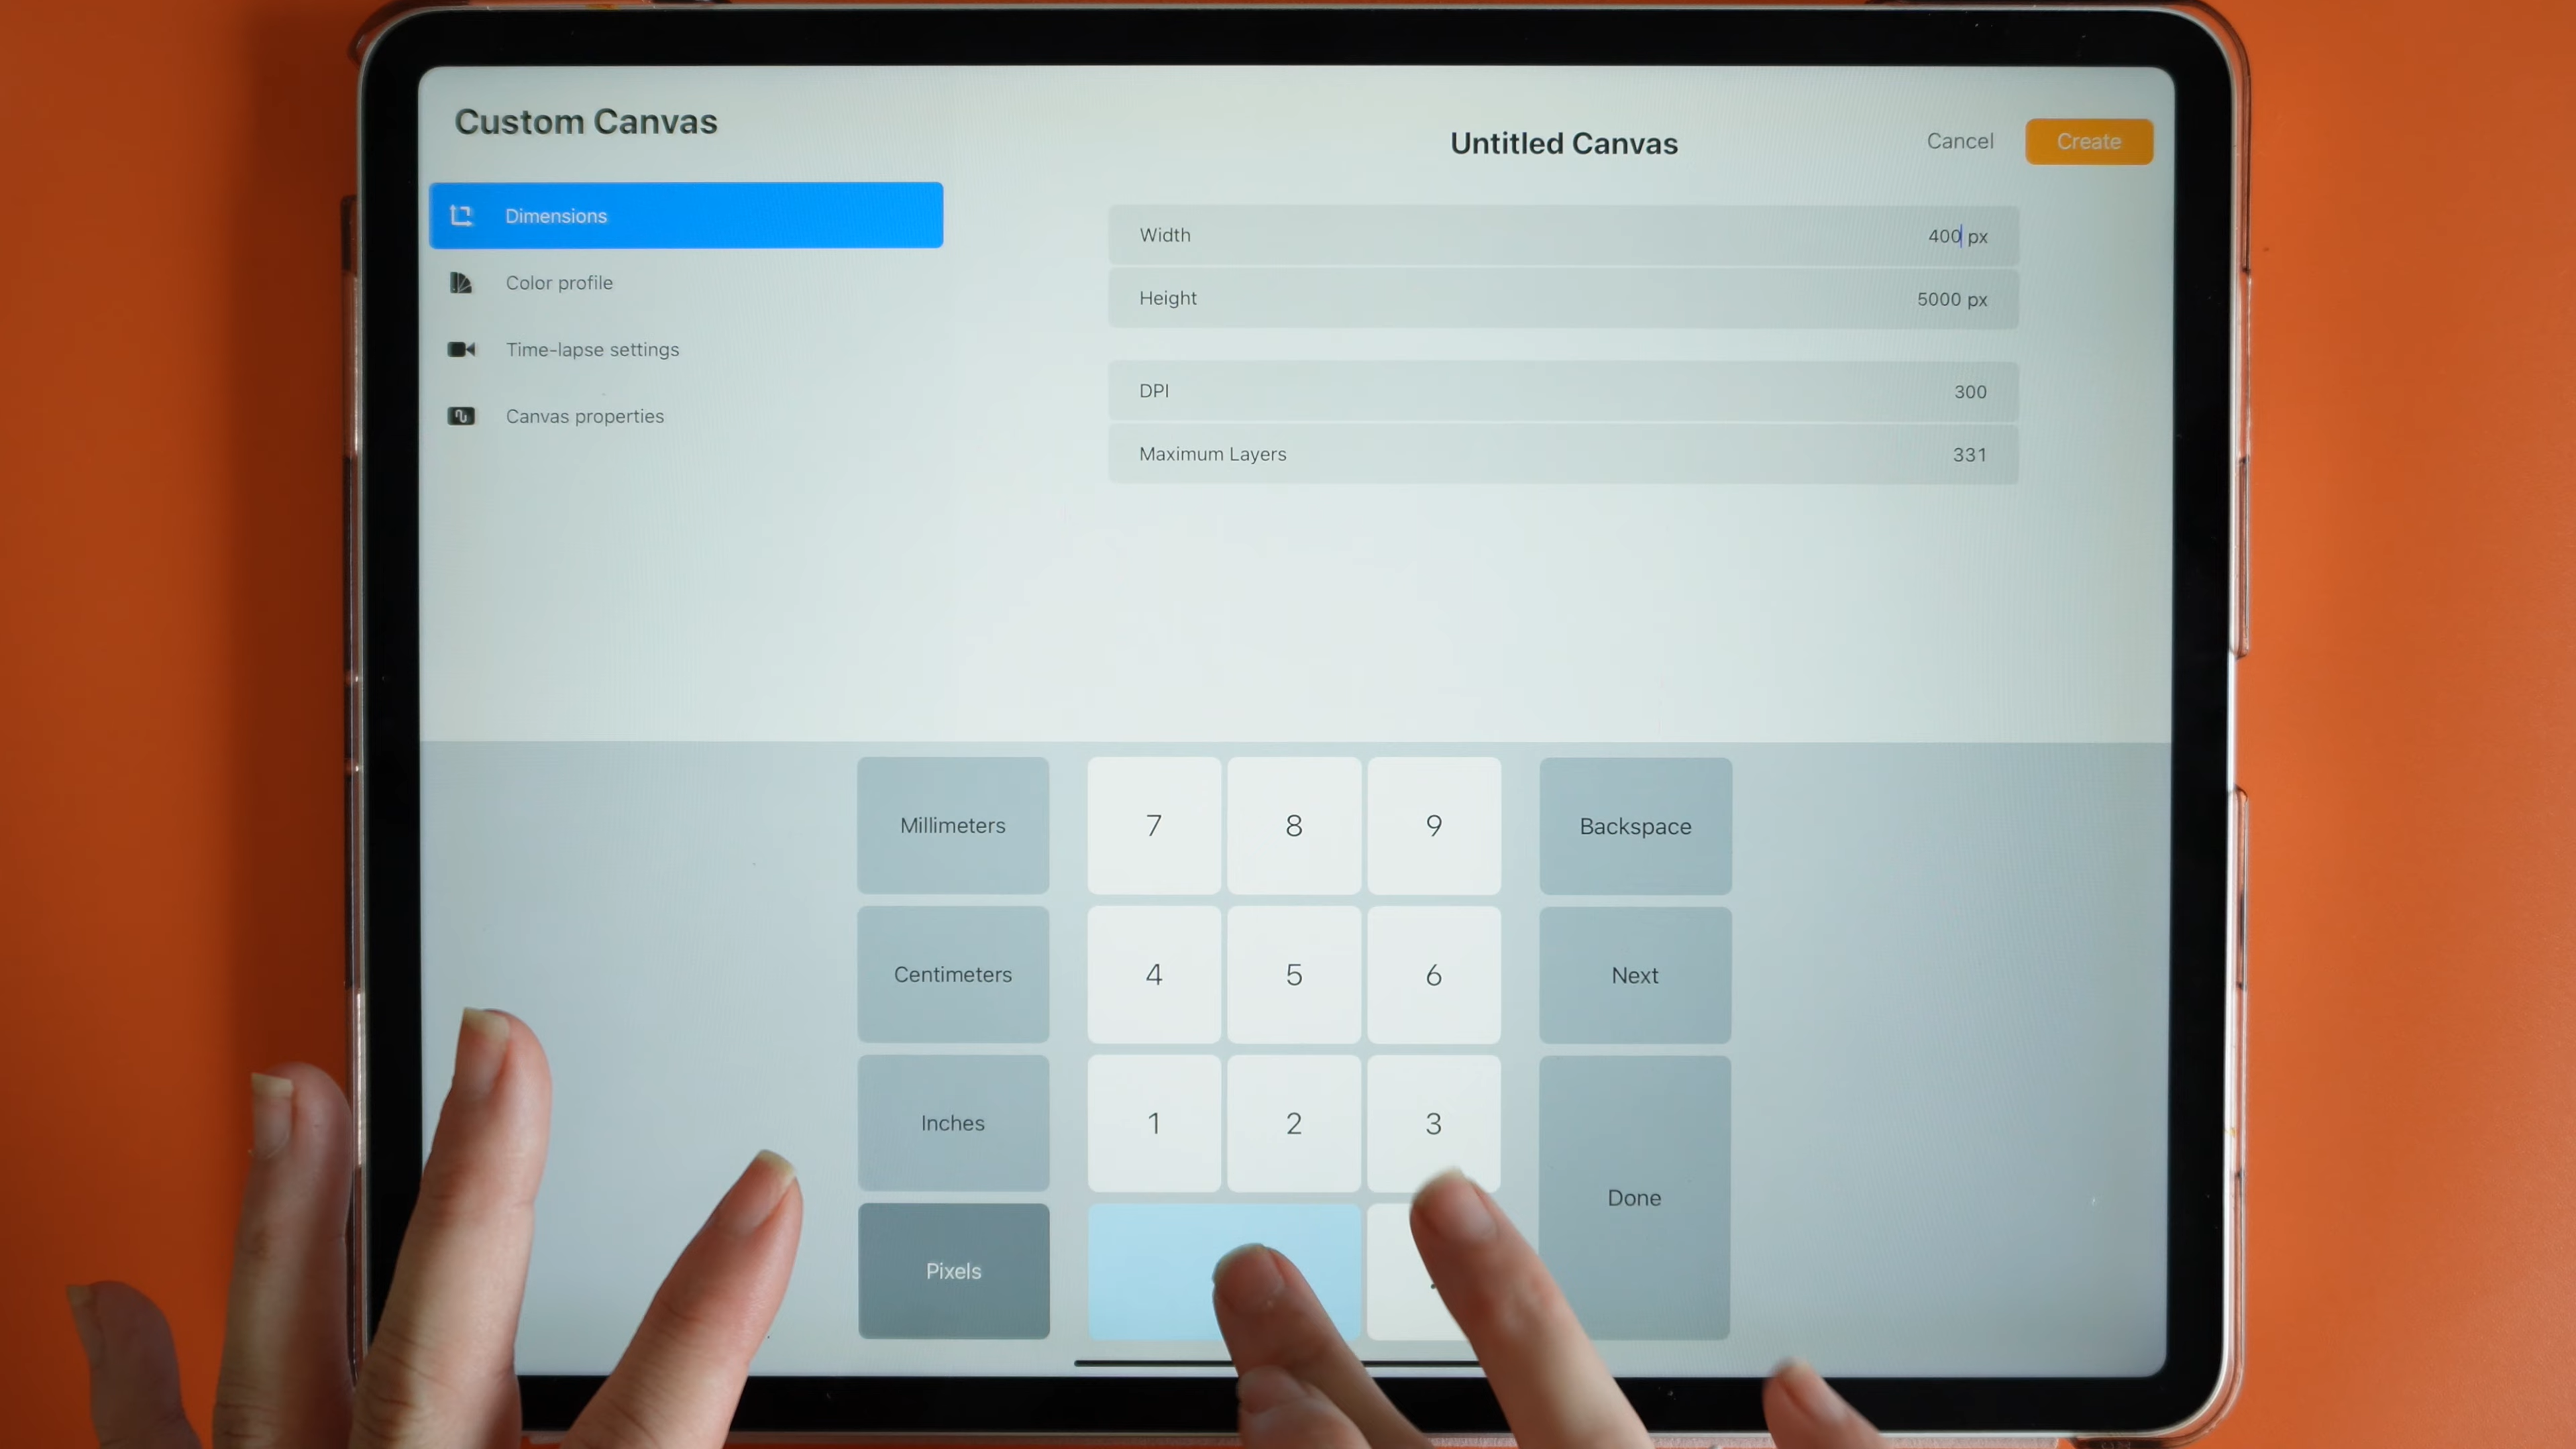 Custom Canvas
Untitled Canvas
Cancel
Create
Dimensions
Color profile
Time-lapse settings
Canvas properties
Width
400 px
Height
5000 px
DPI
300
Maximum Layers
331
Millimeters
7
8
9
Backspace
Centimeters
4
5
6
Next
Inches
1
2
3
Done
Pixels